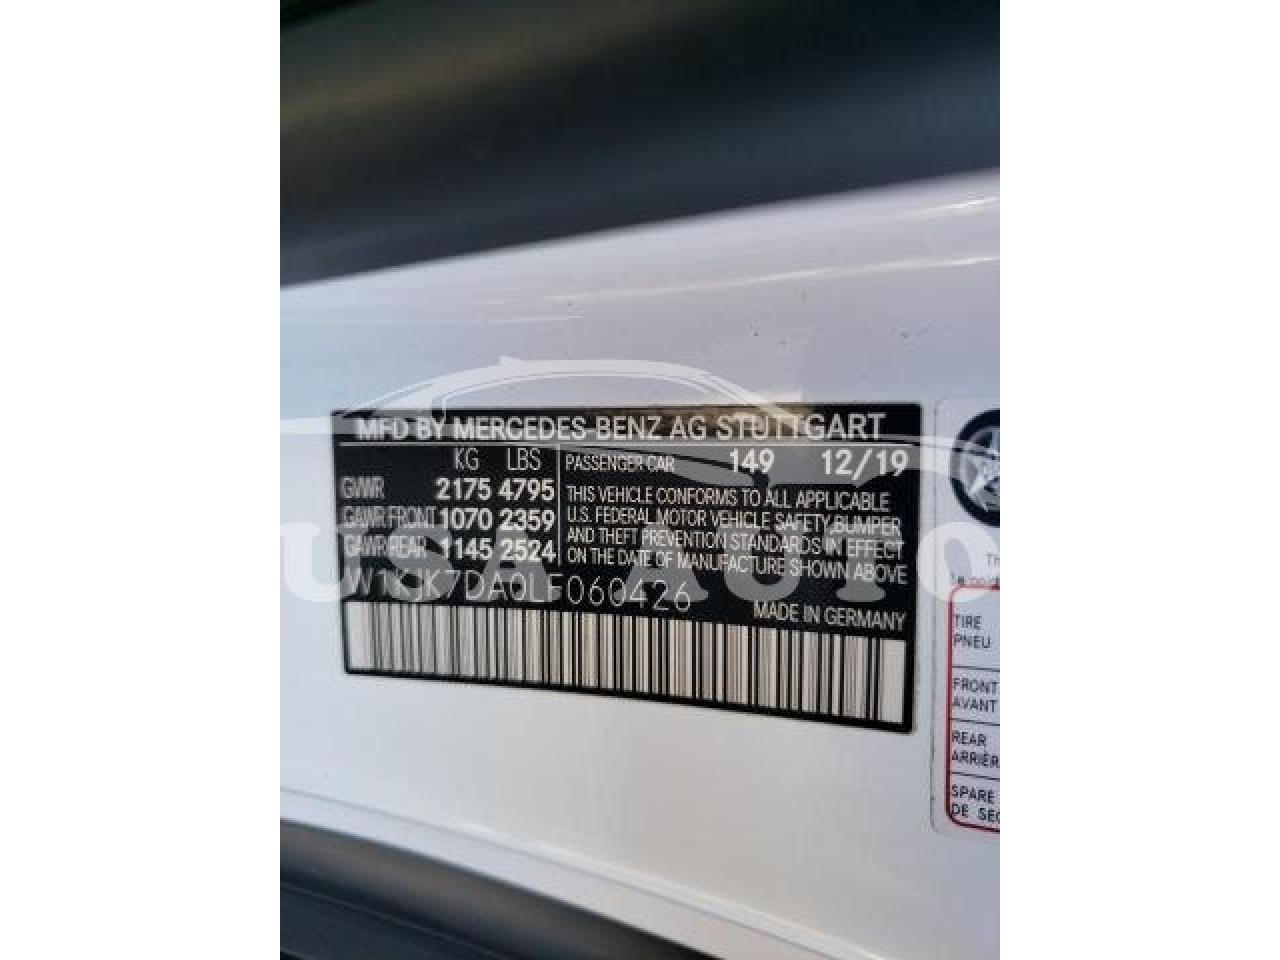 MFD BY MERCEDES-BENZ AG STUTTGART
KG LBS PASSENGER CAR 149 12/19
GVWR 2175 4795
GAWR FRONT 1070 2359
GAWR REAR 1145 2524
THIS VEHICLE CONFORMS TO ALL APPLICABLE
U.S. FEDERAL MOTOR VEHICLE SAFETY,BUMPER
AND THEFT PREVENTION STANDARDS IN EFFECT
ON THE DATE OF MANUFACTURE SHOWN ABOVE
W1KJK7DA0LF060426
MADE IN GERMANY
USA AUTO
TIRE
PNEU
FRONT
AVANT
REAR
SPARE
DE